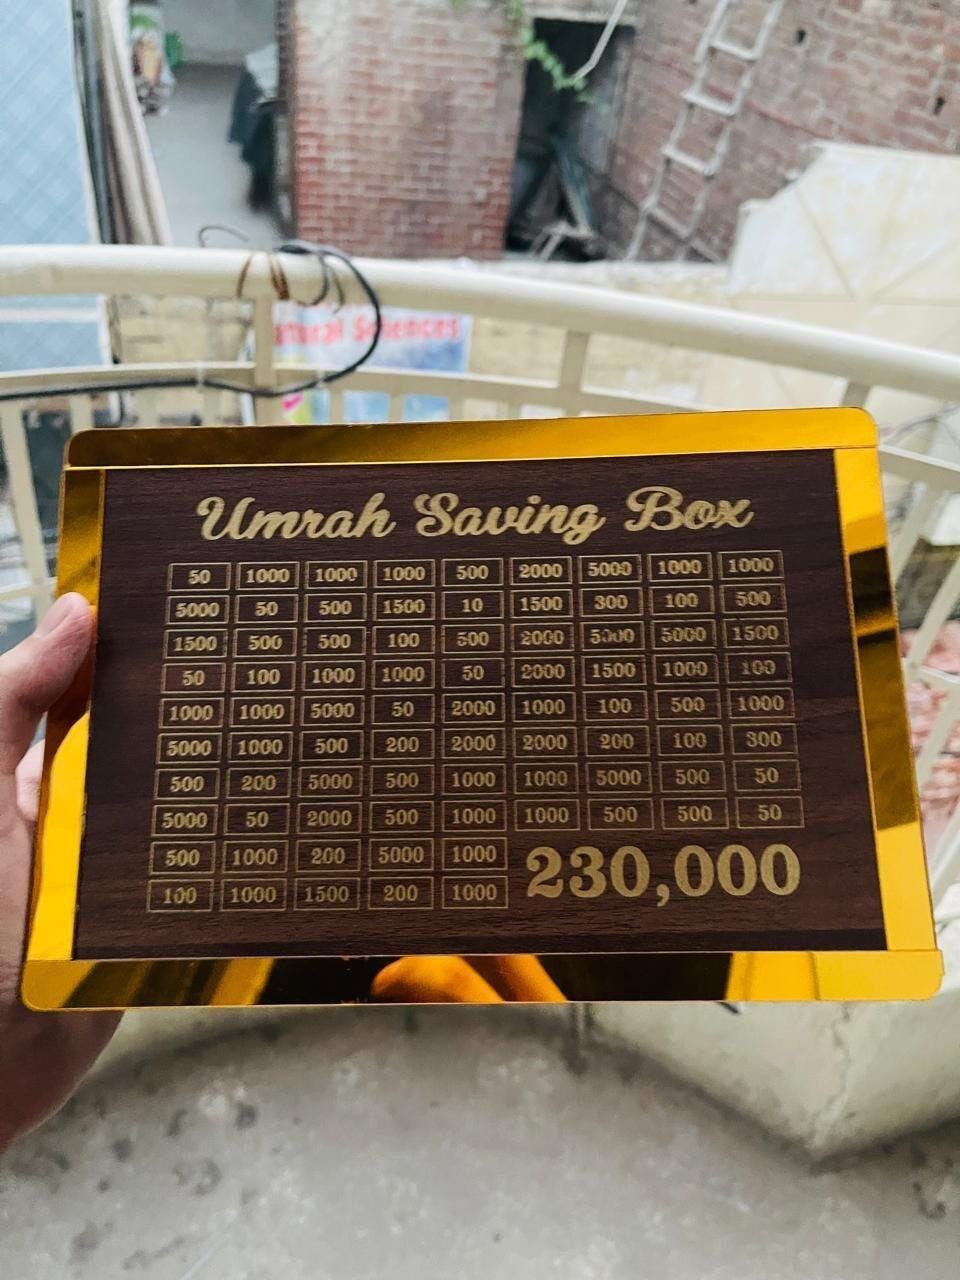 atural Sciences
Umrah Saving Box
50 1000 1000 1000 500 2000 5000 1000 1000
5000 50 500 1500 10 1500 300 100 500
1500 500 500 100 500 2000 5000 5000 1500
50 100 1000 1000 50 2000 1500 1000 100
1000 1000 5000 50 2000 1000 100 500 1000
5000 1000 500 200 2000 2000 200 100 300
500 200 5000 500 1000 1000 5000 500 50
5000 50 2000 500 1000 1000 500 500 50
500 1000 200 5000 1000
100 1000 1500 200 1000
230,000